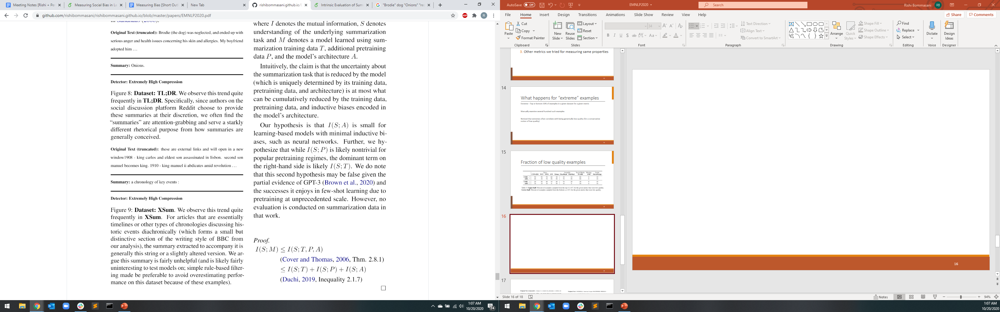 Meeting Notes [Rishi + Per
Measuring Social Bias in La
Measuring Bias [Short Outl
New Tab
rishibommasani.github.io/E
Intrinsic Evaluation of Sum
"Brodie" dog "Onions" "rec
github.com/rishibommasani/rishibommasani.github.io/blob/master/papers/EMNLP2020.pdf
Original Text (truncated): Brodie (the dog) was neglected, and ended up with
serious anger and health issues concerning his skin and allergies. My boyfriend
adopted him ...
Summary: Onions.
Detector: Extremely High Compression
Figure 8: Dataset: TL;DR. We observe this trend quite
frequently in TL;DR. Specifically, since authors on the
social discussion platform Reddit choose to provide
these summaries at their discretion, we often find the
“summaries” are attention-grabbing and serve a starkly
different rhetorical purpose from how summaries are
generally conceived.
Original Text (truncated): these are external links and will open in a new
window1908 - king carlos and eldest son assassinated in lisbon. second son
manuel becomes king. 1910 - king manuel ii abdicates amid revolution ...
Summary: a chronology of key events :
Detector: Extremely High Compression
Figure 9: Dataset: XSum. We observe this trend quite
frequently in XSum. For articles that are essentially
timelines or other types of chronologies discussing his-
toric events diachronically (which forms a small but
distinctive section of the writing style of BBC from
our analysis), the summary extracted to accompany it is
generally this string or a slightly altered version. We ar-
gue this summary is fairly unhelpful (and is likely fairly
uninteresting to test models on; simple rule-based filter-
ing made be preferable to avoid overestimating perfor-
mance on this dataset because of these examples).
where I denotes the mutual information, S denotes
understanding of the underlying summarization
task and M denotes a model learned using sum-
marization training data T, additional pretraining
data P, and the model's architecture A.
Intuitively, the claim is that the uncertainty about
the summarization task that is reduced by the model
(which is uniquely determined by its training data,
pretraining data, and architecture) is at most what
can be cumulatively reduced by the training data,
pretraining data, and inductive biases encoded in
the model's architecture.
Our hypothesis is that I(S; A) is small for
learning-based models with minimal inductive bi-
ases, such as neural networks. Further, we hy-
pothesize that while I(S; P) is likely nontrivial for
popular pretraining regimes, the dominant term on
the right-hand side is likely I(S; T). We do note
that this second hypothesis may be false given the
partial evidence of GPT-3 (Brown et al., 2020) and
the successes it enjoys in few-shot learning due to
pretraining at unprecedented scale. However, no
evaluation is conducted on summarization data in
that work.
Proof.
I(S; M) ≤ I(S; T, P, A)
(Cover and Thomas, 2006, Thm. 2.8.1)
≤ I(S; T) + I(S; P) + I(S; A)
(Duchi, 2019, Inequality 2.1.7)
□
1:07 AM
10/20/2020
24
AutoSave Off
EMNLP2020
Search
Rishi Bommasani RB
File Home Insert Design Transitions Animations Slide Show Review View Help
Share Comments
Paste Cut Copy Format Painter
Clipboard
New Slide Reuse Slides Layout Reset Section
Slides
34
Font
Text Direction Align Text Convert to SmartArt
Paragraph
Arrange Quick Styles Shape Fill Shape Outline Shape Effects
Drawing
Find Replace Select
Editing
Dictate
Voice
Design Ideas
Designer
3. Other metrics we tried for measuring same properties
14
What happens for “extreme” examples
Extreme – Top or bottom 10% of examples in a given dataset for a given metric
Manually examine several hundred such examples
Noticed that extremes often correlate with being generically low quality (for a conservative
notion of low quality)
15
Fraction of low quality examples
16
17
16
Slide 16 of 18
Notes
94%
1:07 AM
10/20/2020